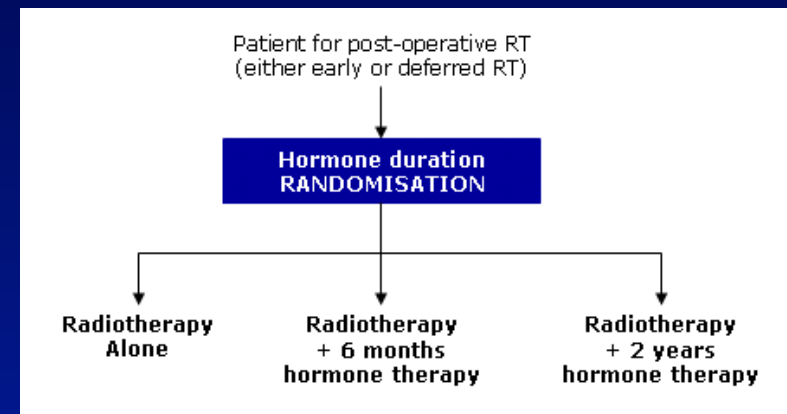 Patient for post-operative RT
(either early or deferred RT)
Hormone duration
RANDOMISATION
Radiotherapy
Alone
Radiotherapy
+ 6 months
hormone therapy
Radiotherapy
+ 2 years
hormone therapy